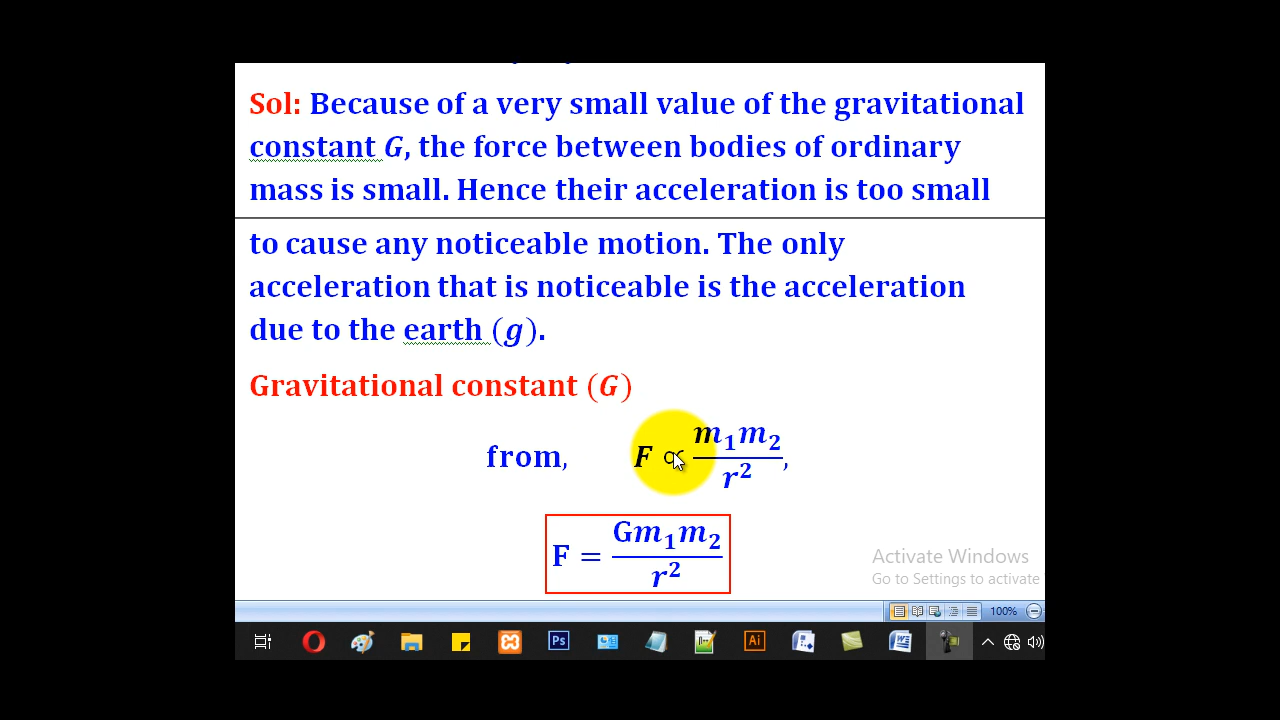 Sol: Because of a very small value of the gravitational
constant G, the force between bodies of ordinary
mass is small. Hence their acceleration is too small
to cause any noticeable motion. The only
acceleration that is noticeable is the acceleration
due to the earth (g).
Gravitational constant (G)
from, F ∝ m₁m₂/r²,
F = Gm₁m₂/r²
Activate Windows
Go to Settings to activate
100%
Ps
Ai